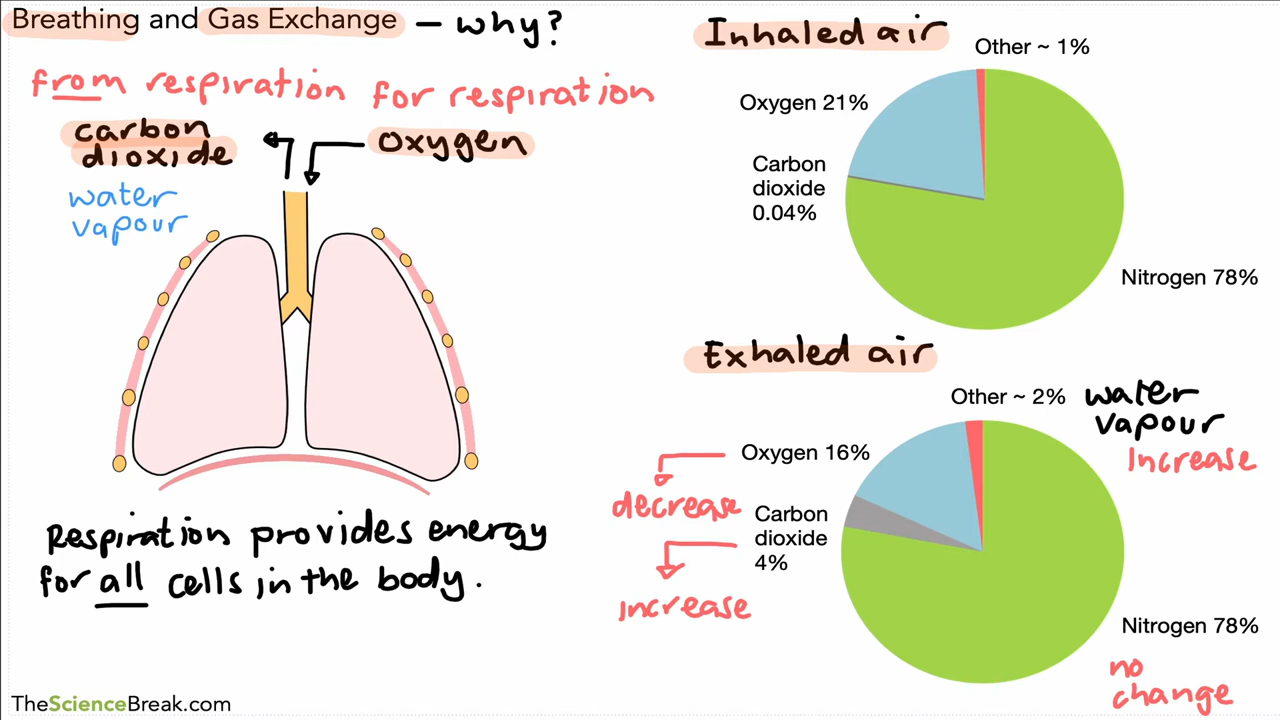 Breathing and Gas Exchange – why?
from respiration for respiration
carbon
dioxide
oxygen
water
vapour
Respiration provides energy
for all cells in the body.
TheScienceBreak.com
Inhaled air
Other ~ 1%
Oxygen 21%
Carbon
dioxide
0.04%
Nitrogen 78%
Exhaled air
Other ~ 2%
water
vapour
increase
Oxygen 16%
decrease
Carbon
dioxide
4%
increase
Nitrogen 78%
no
change